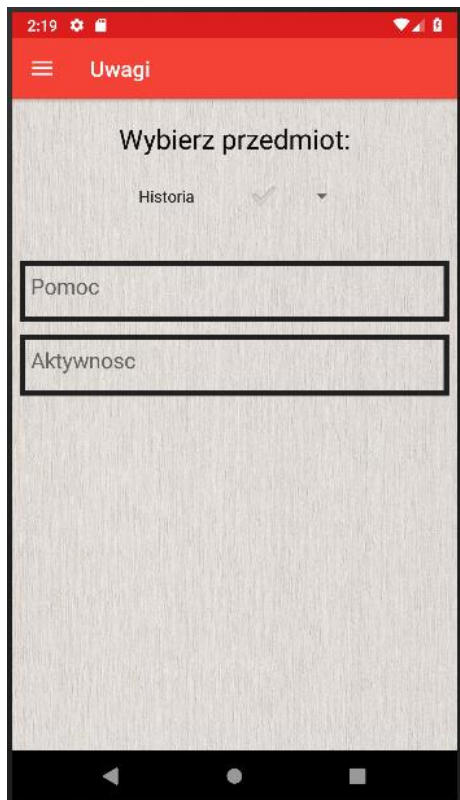 2:19
Uwagi
Wybierz przedmiot:
Historia
Pomoc
Aktywnosc